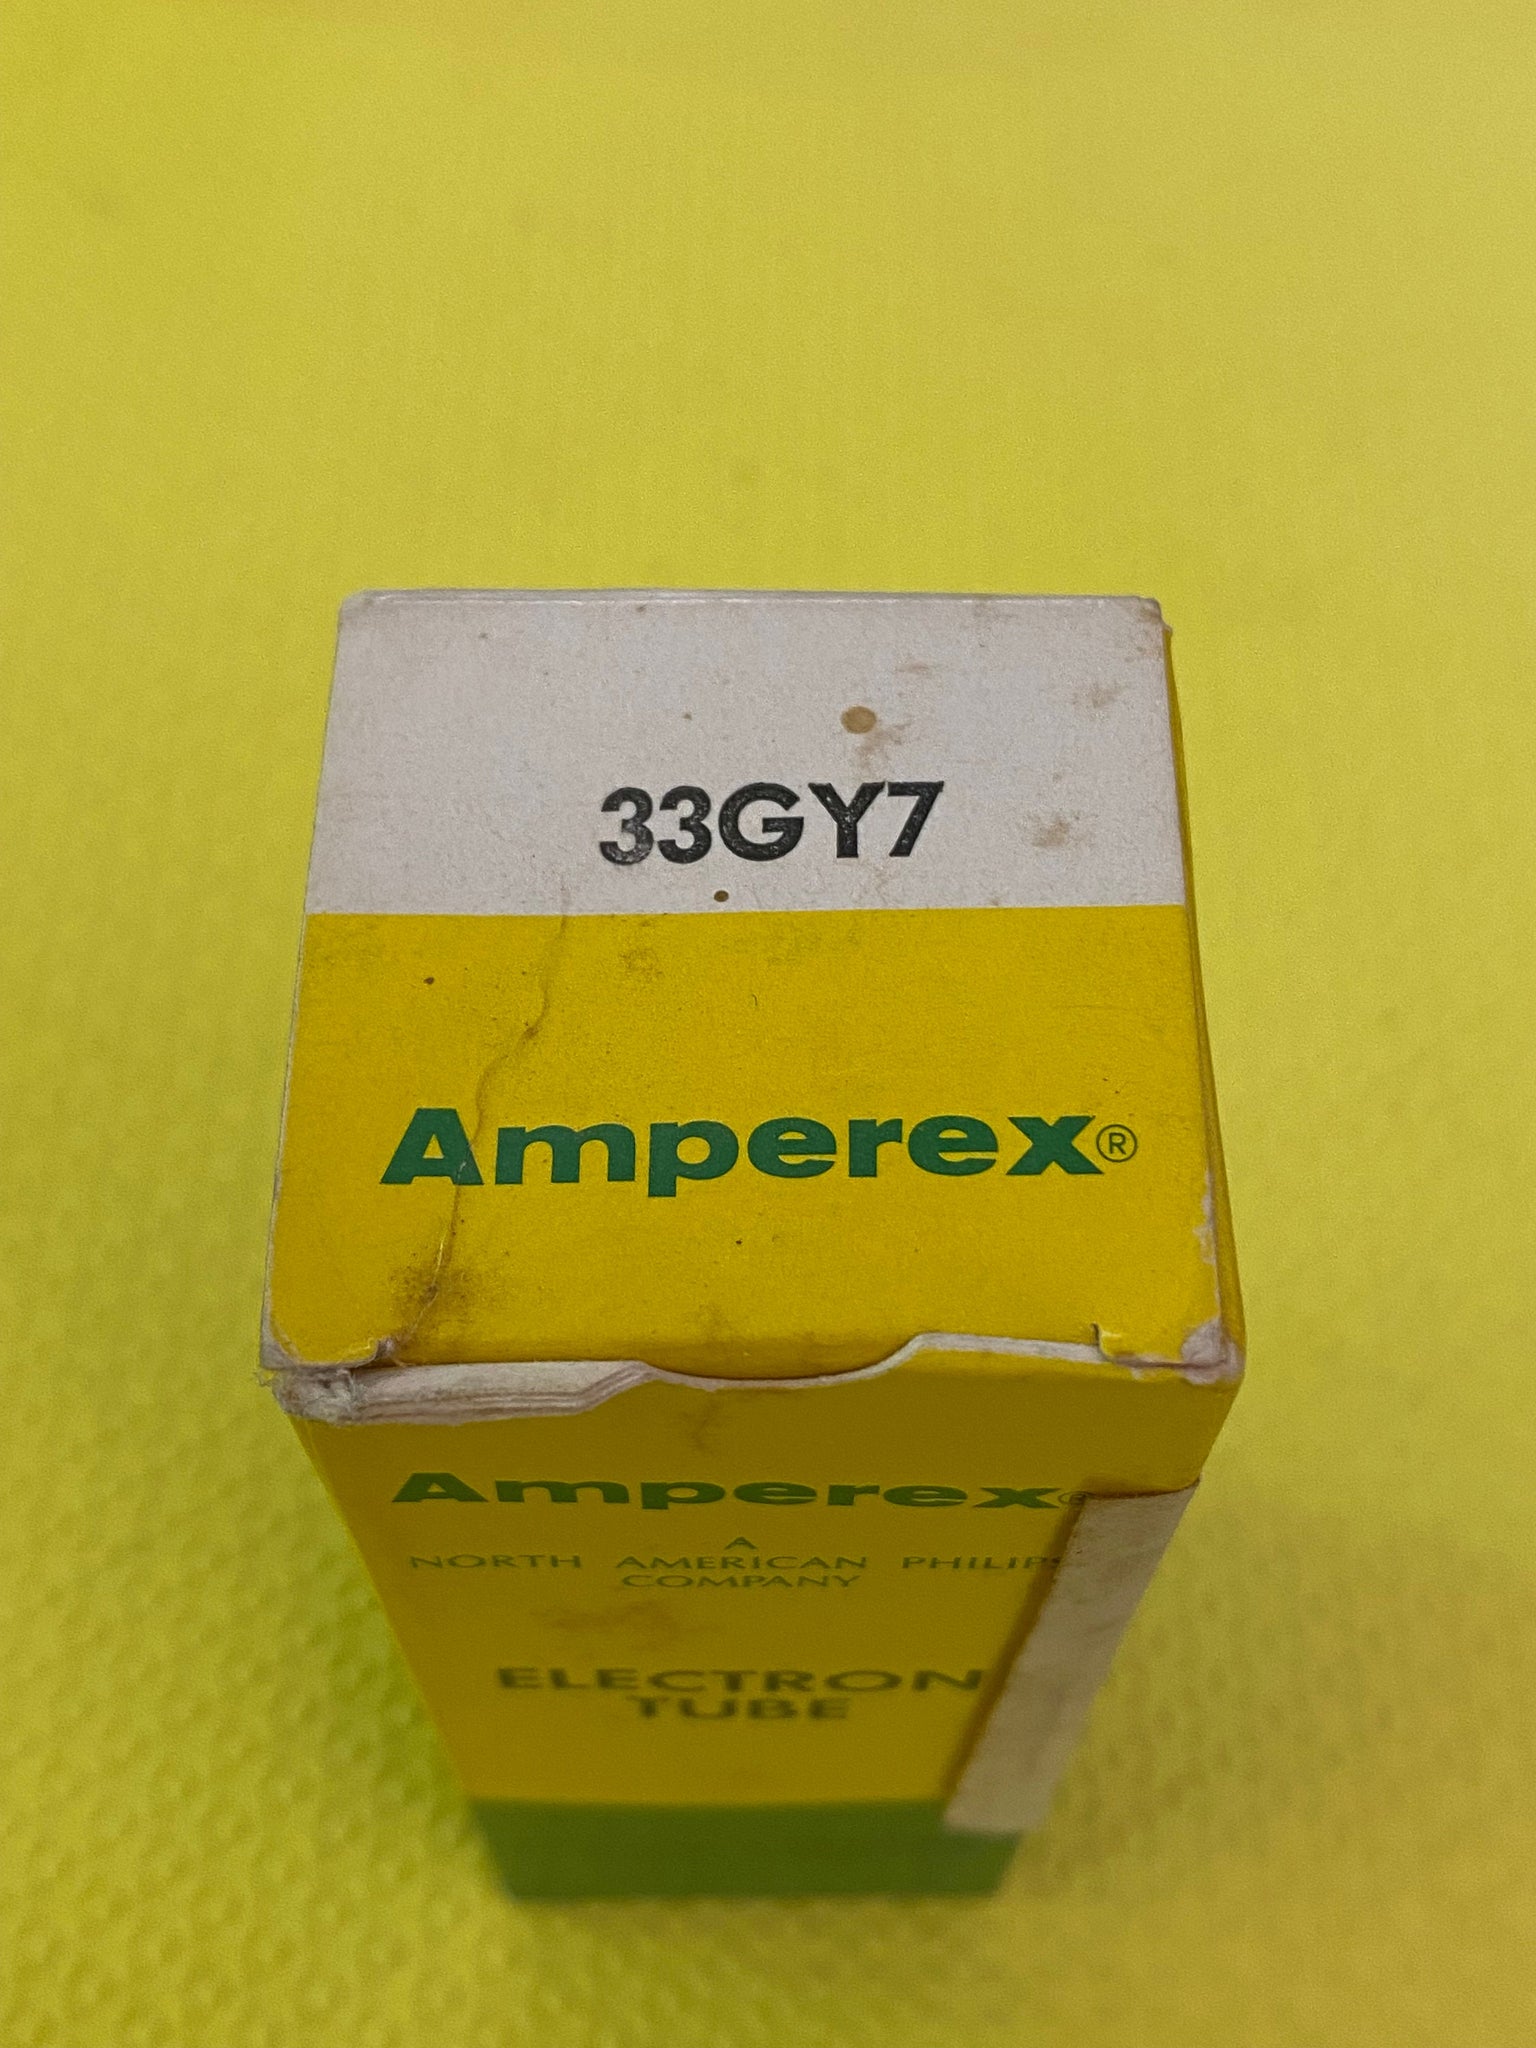 33GY7
Amperex®
Amperex®
A
NORTH AMERICAN PHILIPS
COMPANY
ELECTRON
TUBE